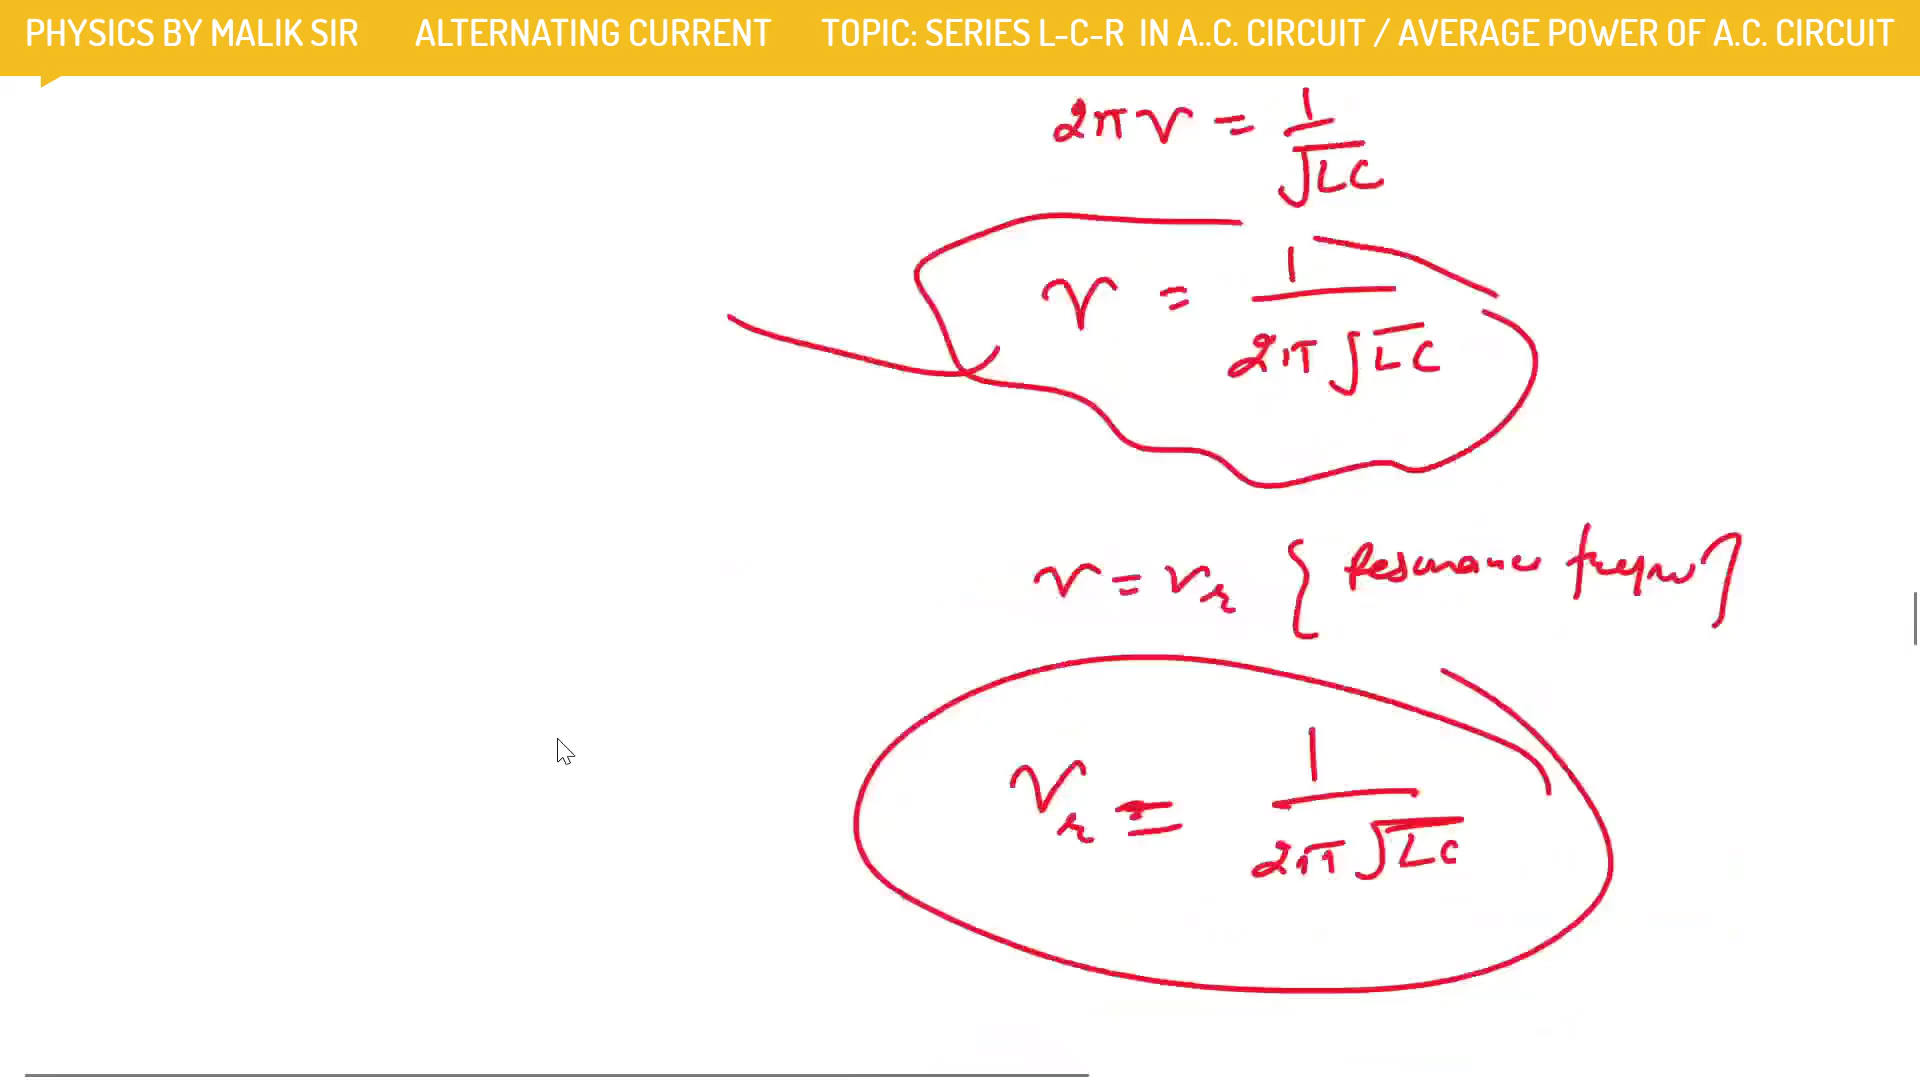 PHYSICS BY MALIK SIR ALTERNATING CURRENT TOPIC: SERIES L-C-R IN A..C. CIRCUIT / AVERAGE POWER OF A.C. CIRCUIT
2πν = 1/√LC
ν = 1/2π√LC
ν = νr { Resonance
νr = 1/2π√LC